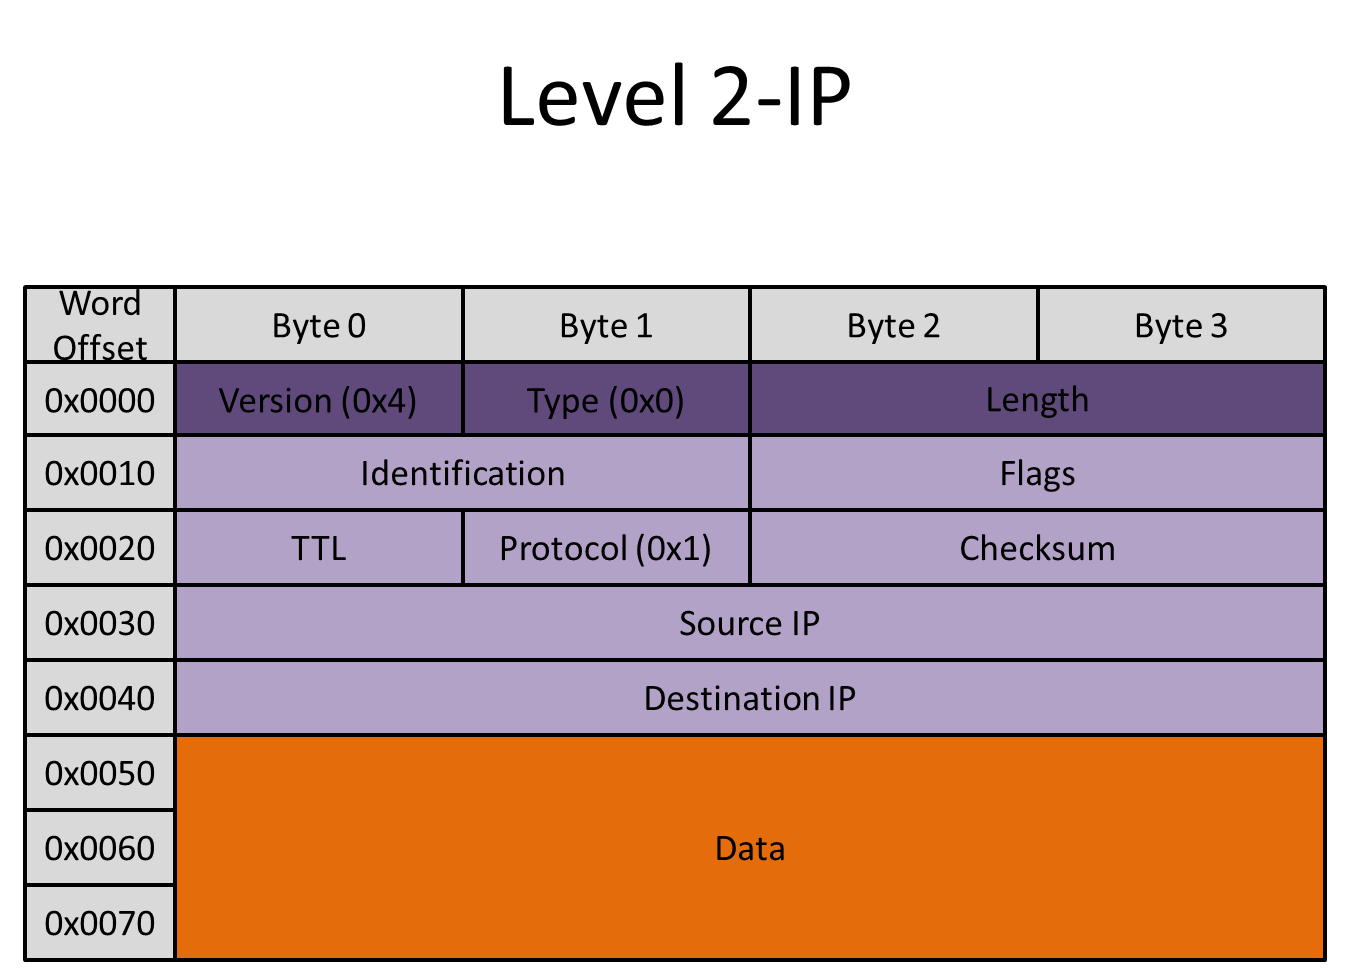 Level 2-IP
Word
Offset
Byte 0
Byte 1
Byte 2
Byte 3
0x0000
Version (0x4)
Type (0x0)
Length
0x0010
Identification
Flags
0x0020
TTL
Protocol (0x1)
Checksum
0x0030
Source IP
0x0040
Destination IP
0x0050
0x0060
Data
0x0070